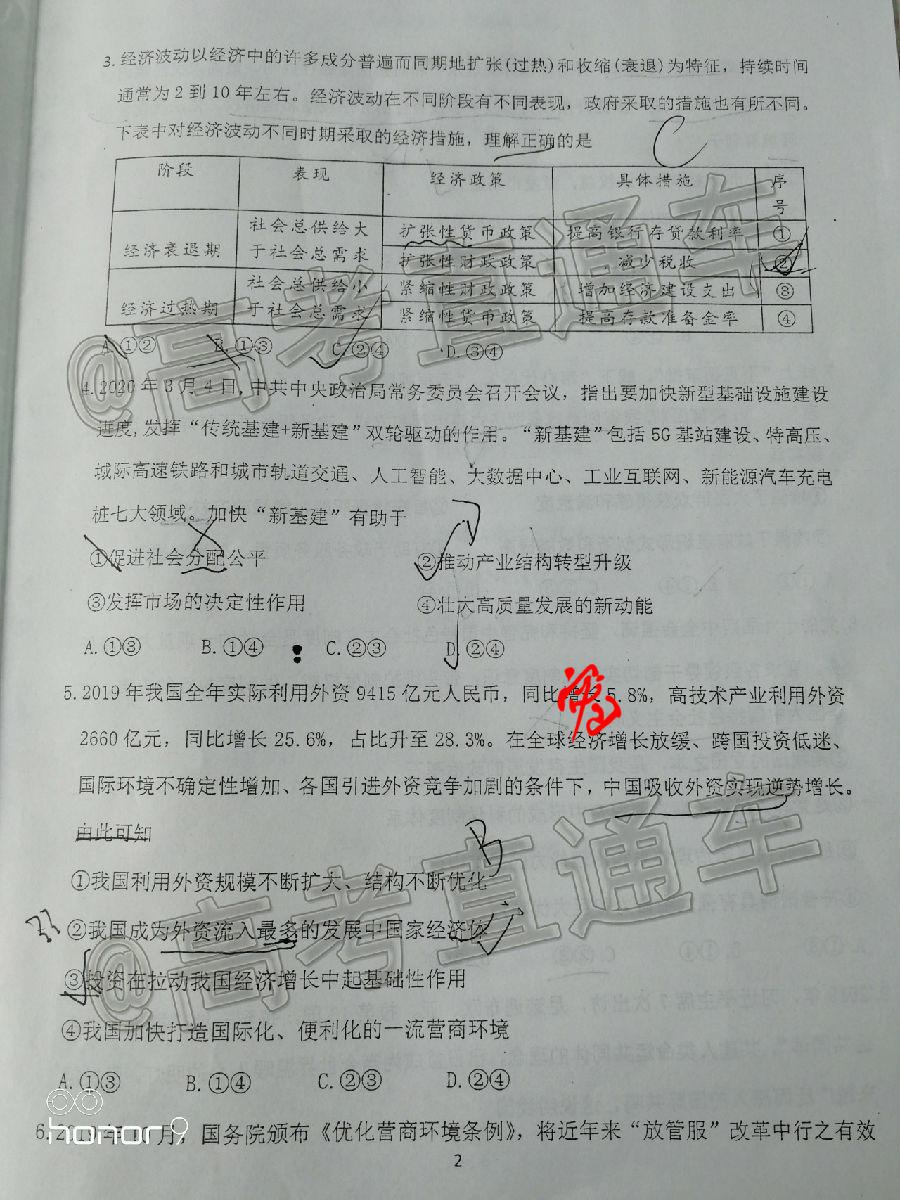 3. 经济波动以经济中的许多成分普遍而同期地扩张(过热)和收缩(衰退)为特征，持续时间
通常为2到10年左右。经济波动在不同阶段有不同表现，政府采取的措施也有所不同。
下表中对经济波动不同时期采取的经济措施，理解正确的是
C
阶段 表现 经济政策 具体措施 序号
经济衰退期 社会总供给大于社会总需求 扩张性货币政策 提高银行存贷款利率 ①
扩张性财政政策 减少税收 ②
经济过热期 社会总供给小于社会总需求 紧缩性财政政策 增加经济建设支出 ③
紧缩性货币政策 提高存款准备金率 ④
A.①② B.①③ C.②④ D.③④
4.2020年3月4日，中共中央政治局常务委员会召开会议，指出要加快新型基础设施建设
进度，发挥“传统基建+新基建”双轮驱动的作用。“新基建”包括5G基站建设、特高压、
城际高速铁路和城市轨道交通、人工智能、大数据中心、工业互联网、新能源汽车充电
桩七大领域。加快“新基建”有助于
①促进社会分配公平 ②推动产业结构转型升级
③发挥市场的决定性作用 ④壮大高质量发展的新动能
A.①③ B.①④ C.②③ D.②④
5.2019年我国全年实际利用外资9415亿元人民币，同比增长5.8%，高技术产业利用外资
2660亿元，同比增长25.6%，占比升至28.3%。在全球经济增长放缓、跨国投资低迷、
国际环境不确定性增加、各国引进外资竞争加剧的条件下，中国吸收外资实现逆势增长。
由此可知
B
①我国利用外资规模不断扩大、结构不断优化
②我国成为外资流入最多的发展中国家经济体
③投资在拉动我国经济增长中起基础性作用
④我国加快打造国际化、便利化的一流营商环境
A.①③ B.①④ C.②③ D.②④
6.2019年10月，国务院颁布《优化营商环境条例》，将近年来“放管服”改革中行之有效
2
@高考直通车
@高考直通车
honor9